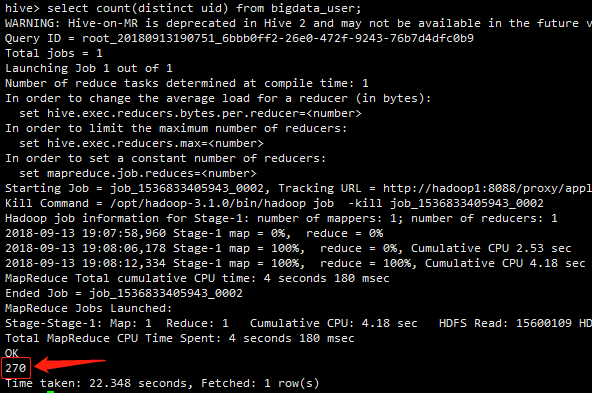 hive> select count(distinct uid) from bigdata_user;
WARNING: Hive-on-MR is deprecated in Hive 2 and may not be available in the future v
Query ID = root_20180913190751_6bbb0ff2-26e0-472f-9243-76b7d4dfc0b9
Total jobs = 1
Launching Job 1 out of 1
Number of reduce tasks determined at compile time: 1
In order to change the average load for a reducer (in bytes):
  set hive.exec.reducers.bytes.per.reducer=<number>
In order to limit the maximum number of reducers:
  set hive.exec.reducers.max=<number>
In order to set a constant number of reducers:
  set mapreduce.job.reduces=<number>
Starting Job = job_1536833405943_0002, Tracking URL = http://hadoop1:8088/proxy/appl
Kill Command = /opt/hadoop-3.1.0/bin/hadoop job  -kill job_1536833405943_0002
Hadoop job information for Stage-1: number of mappers: 1; number of reducers: 1
2018-09-13 19:07:58,960 Stage-1 map = 0%,  reduce = 0%
2018-09-13 19:08:06,178 Stage-1 map = 100%,  reduce = 0%, Cumulative CPU 2.53 sec
2018-09-13 19:08:12,334 Stage-1 map = 100%,  reduce = 100%, Cumulative CPU 4.18 sec
MapReduce Total cumulative CPU time: 4 seconds 180 msec
Ended Job = job_1536833405943_0002
MapReduce Jobs Launched:
Stage-Stage-1: Map: 1  Reduce: 1   Cumulative CPU: 4.18 sec   HDFS Read: 15600109 HD
Total MapReduce CPU Time Spent: 4 seconds 180 msec
OK
270
Time taken: 22.348 seconds, Fetched: 1 row(s)